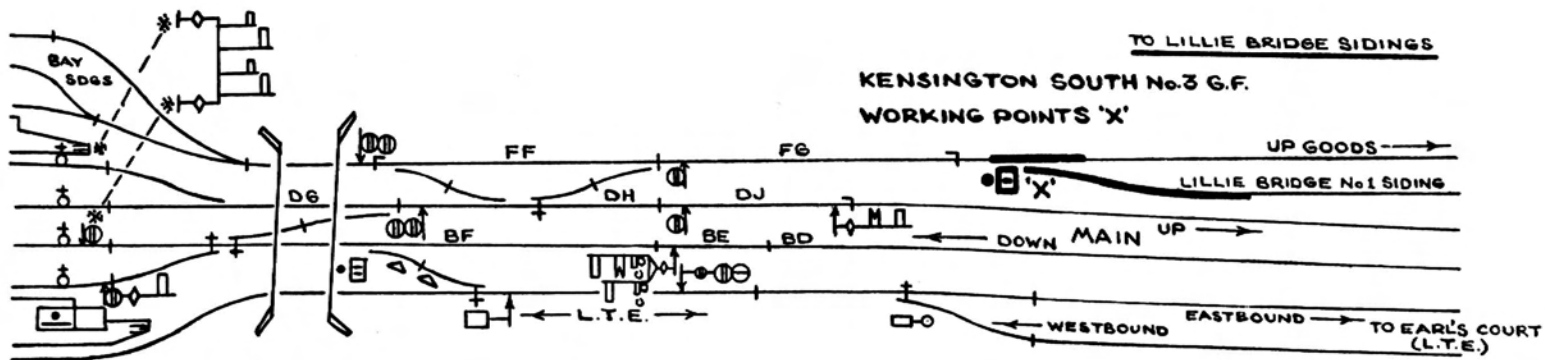 TO LILLIE BRIDGE SIDINGS
KENSINGTON SOUTH No.3 G.F.
WORKING POINTS 'X'
BAY
SDGS
FF
FG
UP GOODS
'X'
LILLIE BRIDGE No1 SIDING
DG
DH
DJ
M
BF
BE
BD
DOWN MAIN UP
W
L.T.E.
WESTBOUND
EASTBOUND
TO EARL'S COURT
(L.T.E.)